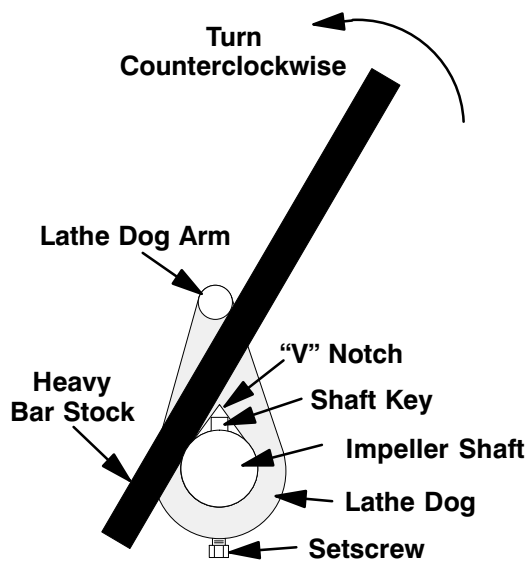 Turn
Counterclockwise
Lathe Dog Arm
“V” Notch
Heavy
Bar Stock
Shaft Key
Impeller Shaft
Lathe Dog
Setscrew